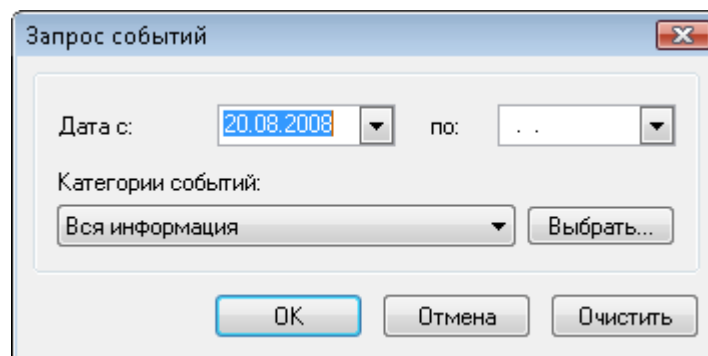 Запрос событий
Дата с: 20.08.2008 по: . .
Категории событий:
Вся информация Выбрать...
OK Отмена Очистить